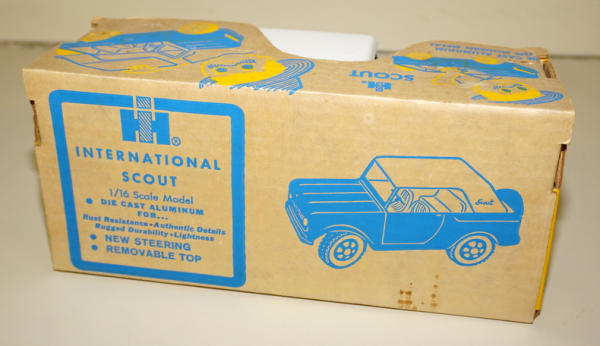 SCOUT
IH
IH ®
INTERNATIONAL
SCOUT
1/16 Scale Model
• DIE CAST ALUMINUM
FOR...
Rust Resistance • Authentic Details
Rugged Durability • Lightness
• NEW STEERING
• REMOVABLE TOP
Scout